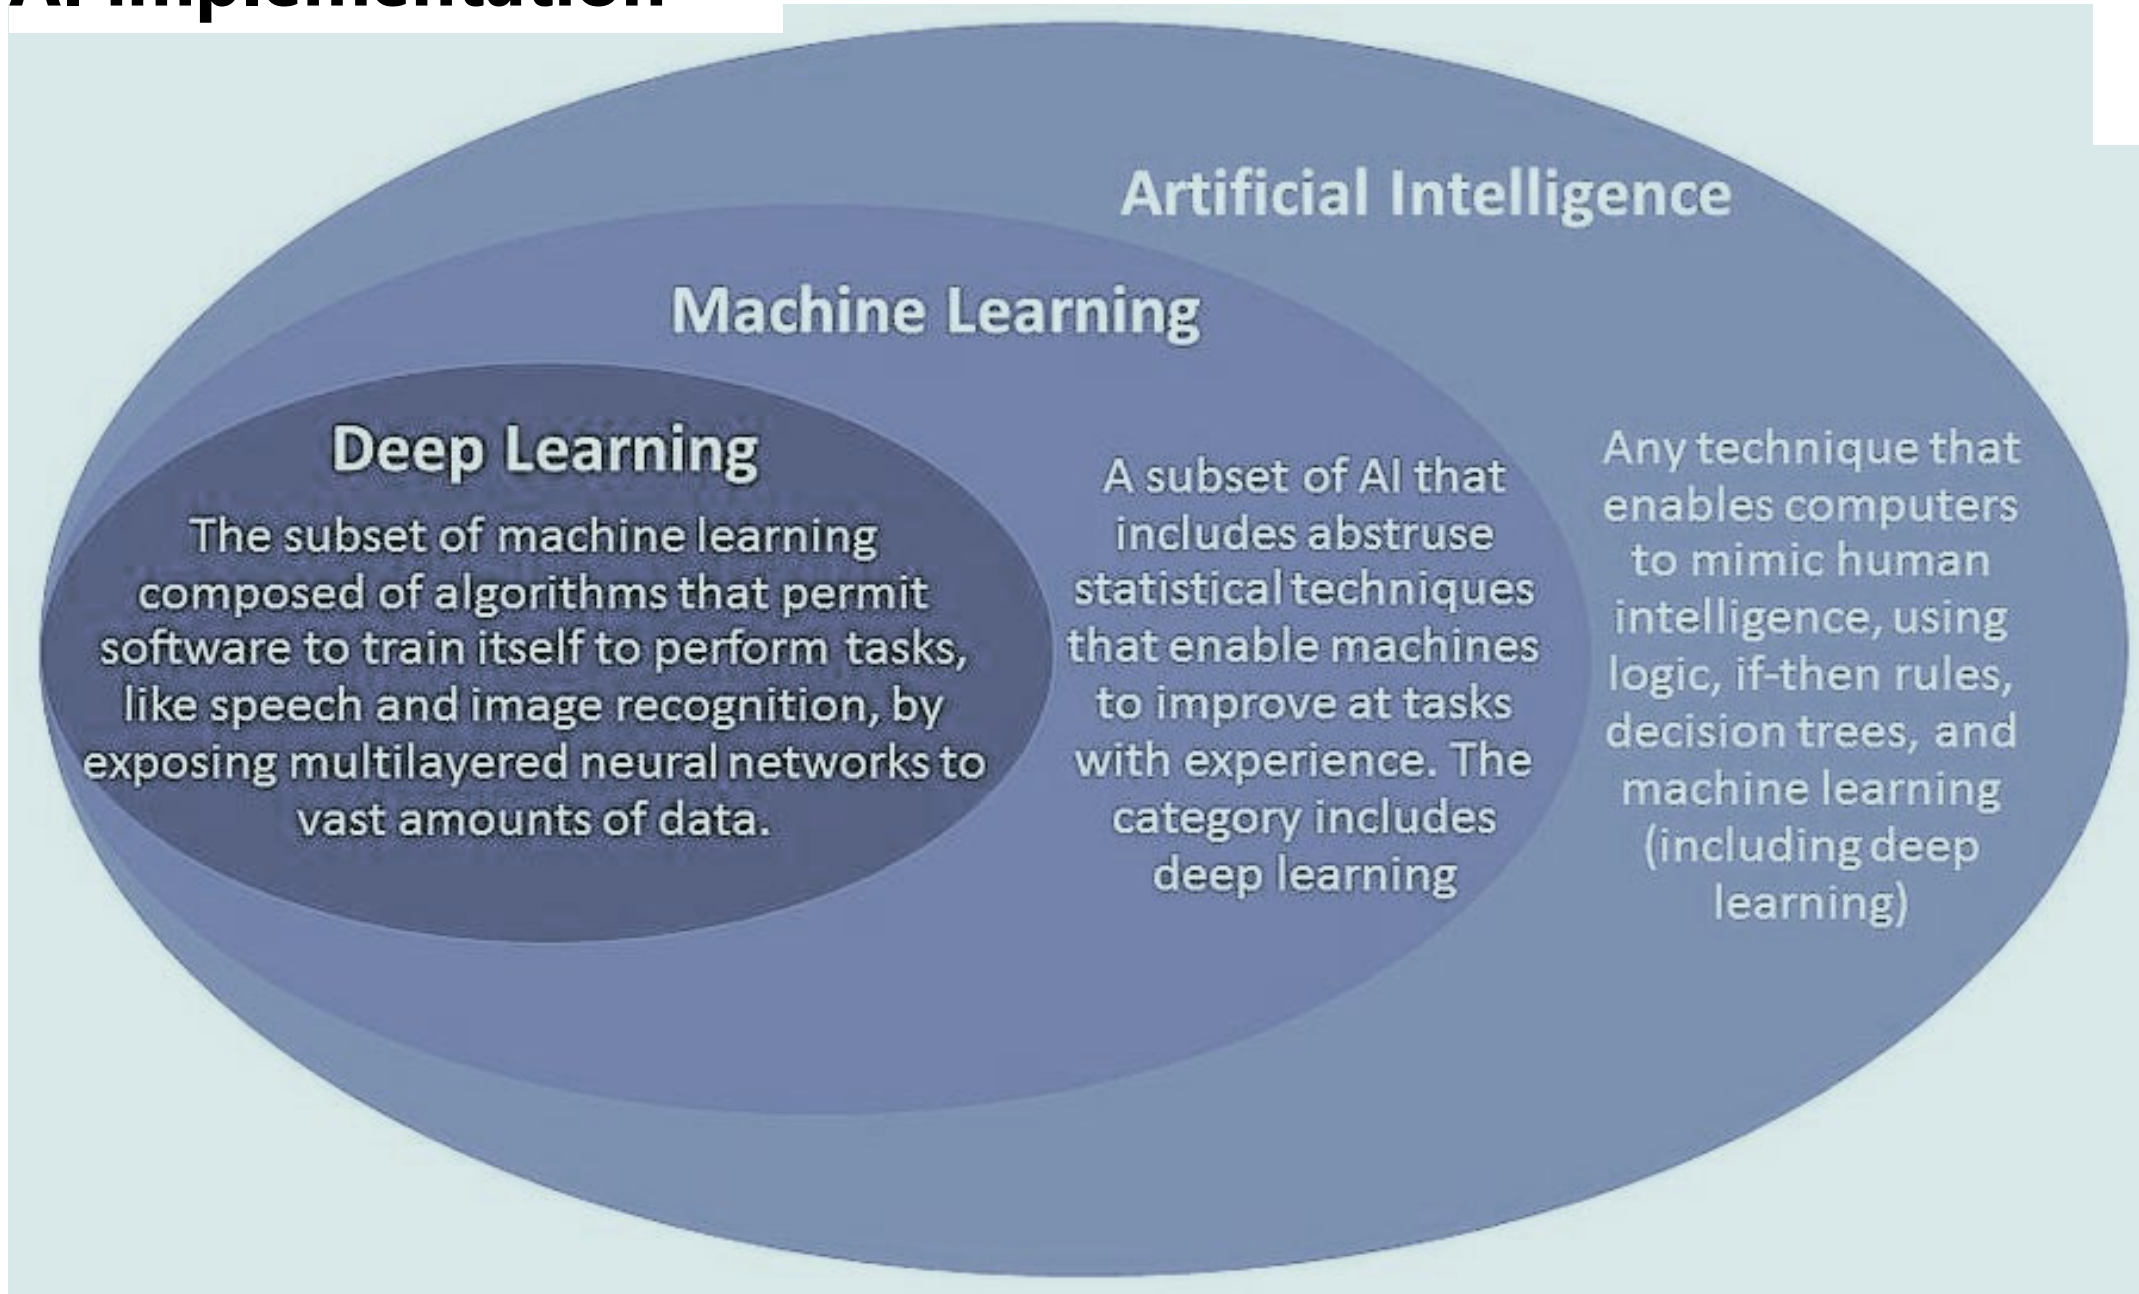 AI Implementation
Artificial Intelligence
Machine Learning
Deep Learning
The subset of machine learning
composed of algorithms that permit
software to train itself to perform tasks,
like speech and image recognition, by
exposing multilayered neural networks to
vast amounts of data.
A subset of AI that
includes abstruse
statistical techniques
that enable machines
to improve at tasks
with experience. The
category includes
deep learning
Any technique that
enables computers
to mimic human
intelligence, using
logic, if-then rules,
decision trees, and
machine learning
(including deep
learning)